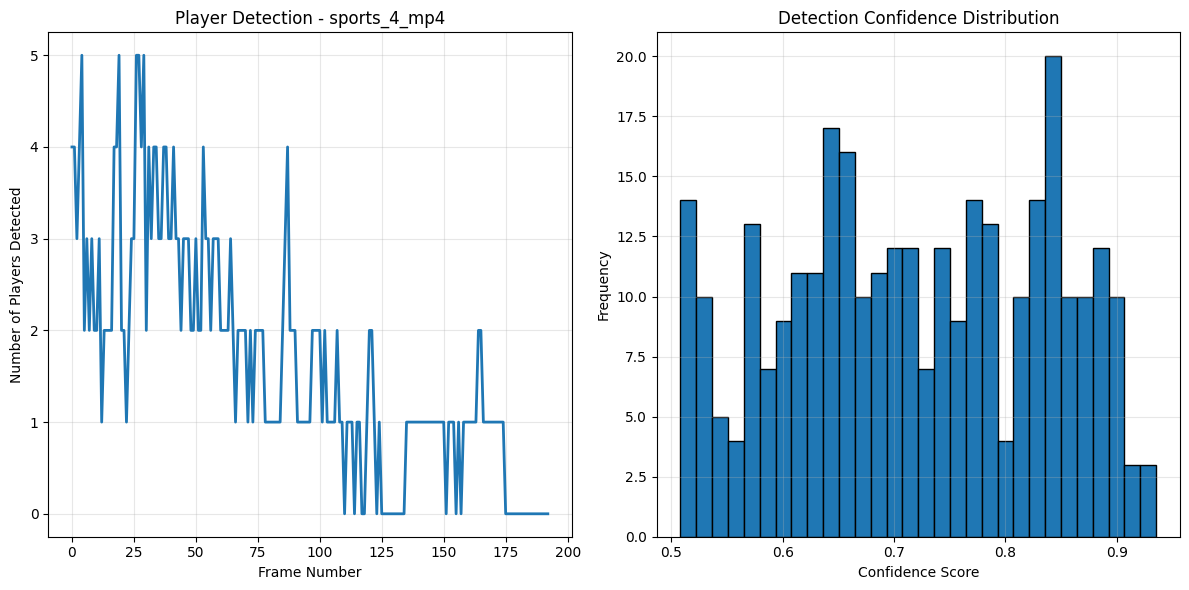 Player Detection - sports_4_mp4
Number of Players Detected
5
4
3
2
1
0
0 25 50 75 100 125 150 175 200
Frame Number
Detection Confidence Distribution
Frequency
20.0
17.5
15.0
12.5
10.0
7.5
5.0
2.5
0.0
0.5 0.6 0.7 0.8 0.9
Confidence Score